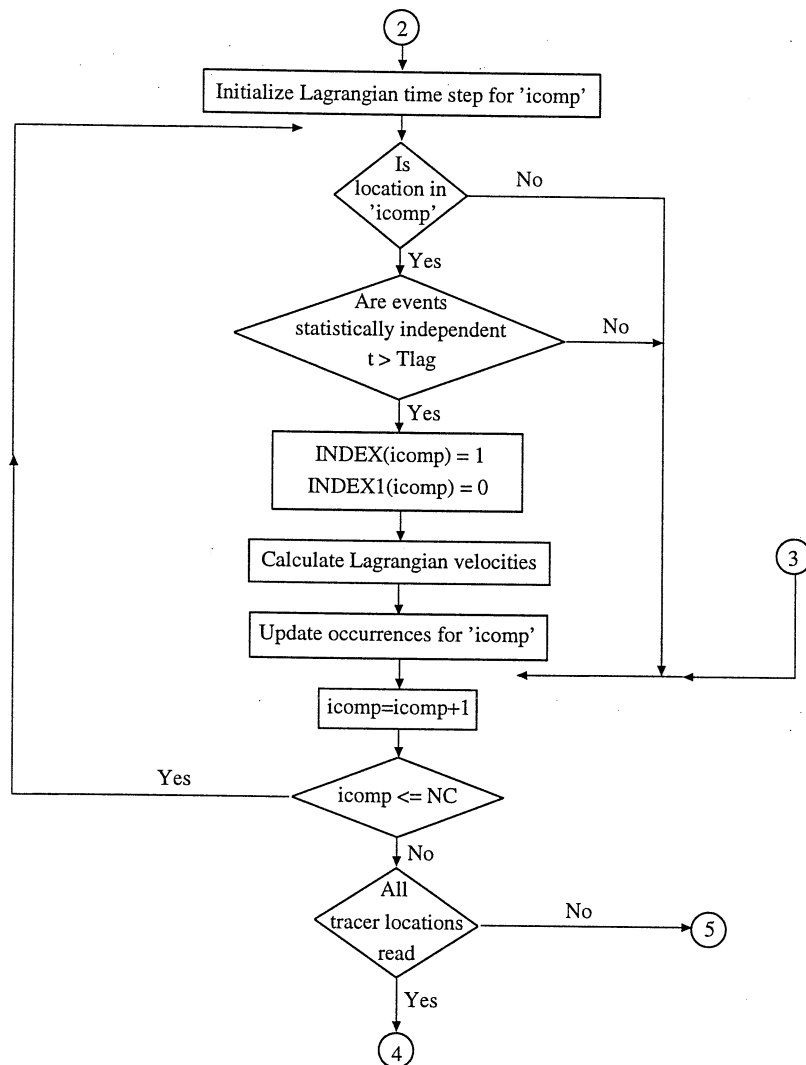 2
Initialize Lagrangian time step for 'icomp'
Is
location in
'icomp'
No
Yes
Are events
statistically independent
t > Tlag
No
Yes
INDEX(icomp) = 1
INDEX1(icomp) = 0
Calculate Lagrangian velocities
3
Update occurrences for 'icomp'
icomp=icomp+1
Yes
icomp <= NC
No
All
tracer locations
read
No
5
Yes
4